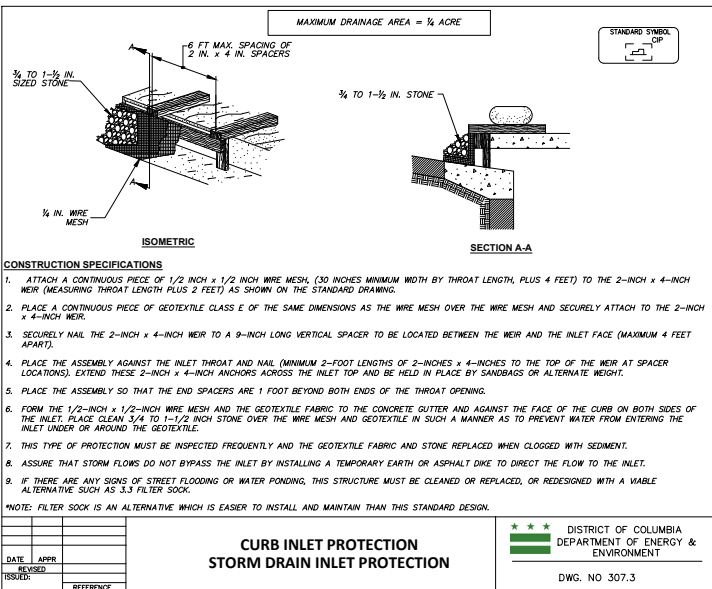 MAXIMUM DRAINAGE AREA = ¼ ACRE
STANDARD SYMBOL
CIP
A
6 FT MAX. SPACING OF
2 IN. x 4 IN. SPACERS
¾ TO 1-½ IN.
SIZED STONE
A
¼ IN. WIRE
MESH
ISOMETRIC
¾ TO 1-½ IN. STONE
SECTION A-A
CONSTRUCTION SPECIFICATIONS
1. ATTACH A CONTINUOUS PIECE OF 1/2 INCH x 1/2 INCH WIRE MESH, (30 INCHES MINIMUM WIDTH BY THROAT LENGTH, PLUS 4 FEET) TO THE 2-INCH x 4-INCH
WEIR (MEASURING THROAT LENGTH PLUS 2 FEET) AS SHOWN ON THE STANDARD DRAWING.
2. PLACE A CONTINUOUS PIECE OF GEOTEXTILE CLASS E OF THE SAME DIMENSIONS AS THE WIRE MESH OVER THE WIRE MESH AND SECURELY ATTACH TO THE 2-INCH
x 4-INCH WEIR.
3. SECURELY NAIL THE 2-INCH x 4-INCH WEIR TO A 9-INCH LONG VERTICAL SPACER TO BE LOCATED BETWEEN THE WEIR AND THE INLET FACE (MAXIMUM 4 FEET
APART).
4. PLACE THE ASSEMBLY AGAINST THE INLET THROAT AND NAIL (MINIMUM 2-FOOT LENGTHS OF 2-INCHES x 4-INCHES TO THE TOP OF THE WEIR AT SPACER
LOCATIONS). EXTEND THESE 2-INCH x 4-INCH ANCHORS ACROSS THE INLET TOP AND BE HELD IN PLACE BY SANDBAGS OR ALTERNATE WEIGHT.
5. PLACE THE ASSEMBLY SO THAT THE END SPACERS ARE 1 FOOT BEYOND BOTH ENDS OF THE THROAT OPENING.
6. FORM THE 1/2-INCH x 1/2-INCH WIRE MESH AND THE GEOTEXTILE FABRIC TO THE CONCRETE GUTTER AND AGAINST THE FACE OF THE CURB ON BOTH SIDES OF
THE INLET. PLACE CLEAN 3/4 TO 1-1/2 INCH STONE OVER THE WIRE MESH AND GEOTEXTILE IN SUCH A MANNER AS TO PREVENT WATER FROM ENTERING THE
INLET UNDER OR AROUND THE GEOTEXTILE.
7. THIS TYPE OF PROTECTION MUST BE INSPECTED FREQUENTLY AND THE GEOTEXTILE FABRIC AND STONE REPLACED WHEN CLOGGED WITH SEDIMENT.
8. ASSURE THAT STORM FLOWS DO NOT BYPASS THE INLET BY INSTALLING A TEMPORARY EARTH OR ASPHALT DIKE TO DIRECT THE FLOW TO THE INLET.
9. IF THERE ARE ANY SIGNS OF STREET FLOODING OR WATER PONDING, THIS STRUCTURE MUST BE CLEANED OR REPLACED, OR REDESIGNED WITH A VIABLE
ALTERNATIVE SUCH AS 3.3 FILTER SOCK.
*NOTE: FILTER SOCK IS AN ALTERNATIVE WHICH IS EASIER TO INSTALL AND MAINTAIN THAN THIS STANDARD DESIGN.
DATE APPR
REVISED
ISSUED:
REFERENCE
CURB INLET PROTECTION
STORM DRAIN INLET PROTECTION
DISTRICT OF COLUMBIA
DEPARTMENT OF ENERGY &
ENVIRONMENT
DWG. NO 307.3